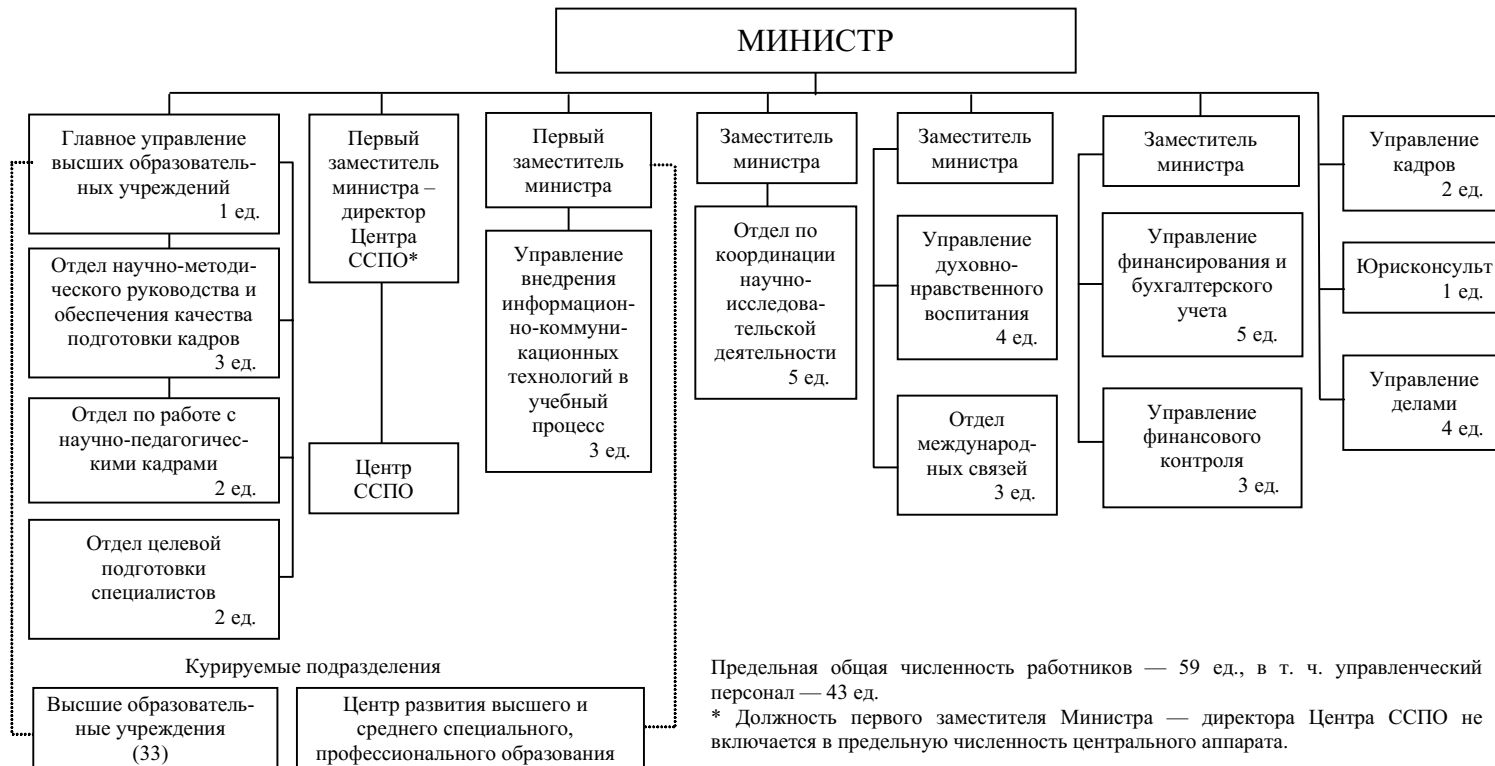 МИНИСТР
Главное управление
высших образователь-
ных учреждений
1 ед.
Отдел научно-методи-
ческого руководства и
обеспечения качества
подготовки кадров
3 ед.
Отдел по работе с
научно-педагогичес-
кими кадрами
2 ед.
Отдел целевой
подготовки
специалистов
2 ед.
Первый
заместитель
министра –
директор
Центра
ССПО*
Центр
ССПО
Первый
заместитель
министра
Управление
внедрения
информацион-
но-коммуни-
кационных
технологий в
учебный
процесс
3 ед.
Заместитель
министра
Отдел по
координации
научно-
исследова-
тельской
деятельности
5 ед.
Заместитель
министра
Управление
духовно-
нравственного
воспитания
4 ед.
Отдел
международ-
ных связей
3 ед.
Заместитель
министра
Управление
финансирования и
бухгалтерского
учета
5 ед.
Управление
финансового
контроля
3 ед.
Управление
кадров
2 ед.
Юрисконсульт
1 ед.
Управление
делами
4 ед.
Курируемые подразделения
Высшие образователь-
ные учреждения
(33)
Центр развития высшего и
среднего специального,
профессионального образования
Предельная общая численность работников — 59 ед., в т. ч. управленческий
персонал — 43 ед.
* Должность первого заместителя Министра — директора Центра ССПО не
включается в предельную численность центрального аппарата.